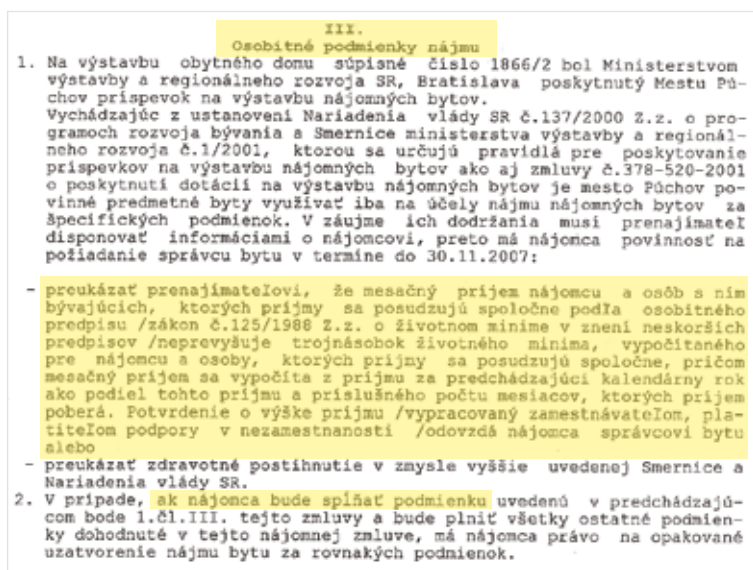 III.
Osobitné podmienky nájmu
1. Na výstavbu obytného domu súpisné číslo 1866/2 bol Ministerstvom
výstavby a regionálneho rozvoja SR, Bratislava poskytnutý Mestu Pú-
chov príspevok na výstavbu nájomných bytov.
Vychádzajúc z ustanovení Nariadenia vlády SR č.137/2000 Z.z. o pro-
gramoch rozvoja bývania a Smernice ministerstva výstavby a regionál-
neho rozvoja č.1/2001, ktorou sa určujú pravidlá pre poskytovanie
príspevkov na výstavbu nájomných bytov ako aj zmluvy č.378-520-2001
o poskytnutí dotácií na výstavbu nájomných bytov je mesto Púchov po-
vinné predmetné byty využívať iba na účely nájmu nájomných bytov za
špecifických podmienok. V záujme ich dodržania musí prenajímateľ
disponovať informáciami o nájomcovi, preto má nájomca povinnosť na
požiadanie správcu bytu v termíne do 30.11.2007:
- preukázať prenajímateľovi, že mesačný príjem nájomcu a osôb s ním
bývajúcich, ktorých príjmy sa posudzujú spoločne podľa osobitného
predpisu /zákon č.125/1988 Z.z. o životnom minime v znení neskorších
predpisov /neprevyšuje trojnásobok životného minima, vypočítaného
pre nájomcu a osoby, ktorých príjmy sa posudzujú spoločne, pričom
mesačný príjem sa vypočíta z príjmu za predchádzajúci kalendárny rok
ako podiel tohto príjmu a príslušného počtu mesiacov, ktorých príjem
poberá. Potvrdenie o výške príjmu /vypracovaný zamestnávateľom, pla-
titeľom podpory v nezamestnanosti /odovzdá nájomca správcovi bytu
alebo
- preukázať zdravotné postihnutie v zmysle vyššie uvedenej Smernice a
Nariadenia vlády SR.
2. V prípade, ak nájomca bude spĺňať podmienku uvedenú v predchádzajú-
com bode 1.čl.III. tejto zmluvy a bude plniť všetky ostatné podmien-
ky dohodnuté v tejto nájomnej zmluve, má nájomca právo na opakované
uzatvorenie nájmu bytu za rovnakých podmienok.